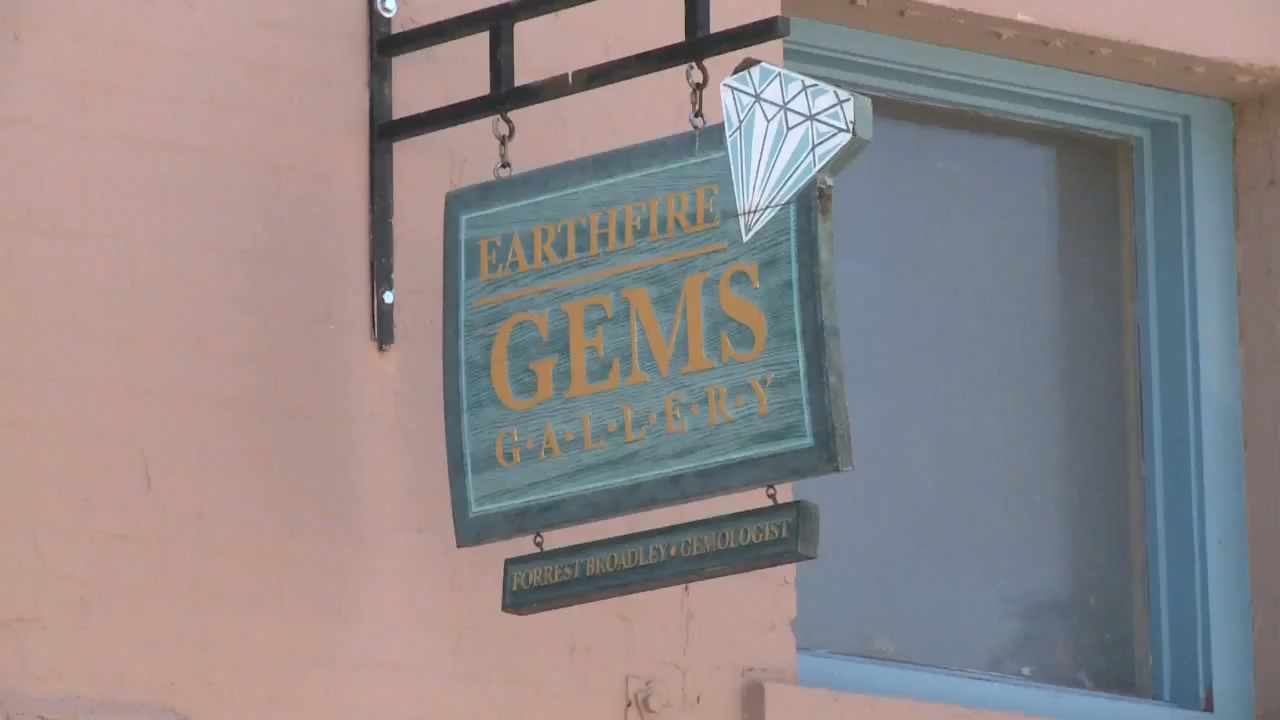 EARTHFIRE
GEMS
G•A•L•L•E•R•Y
FORREST BROADLEY • GEMOLOGIST